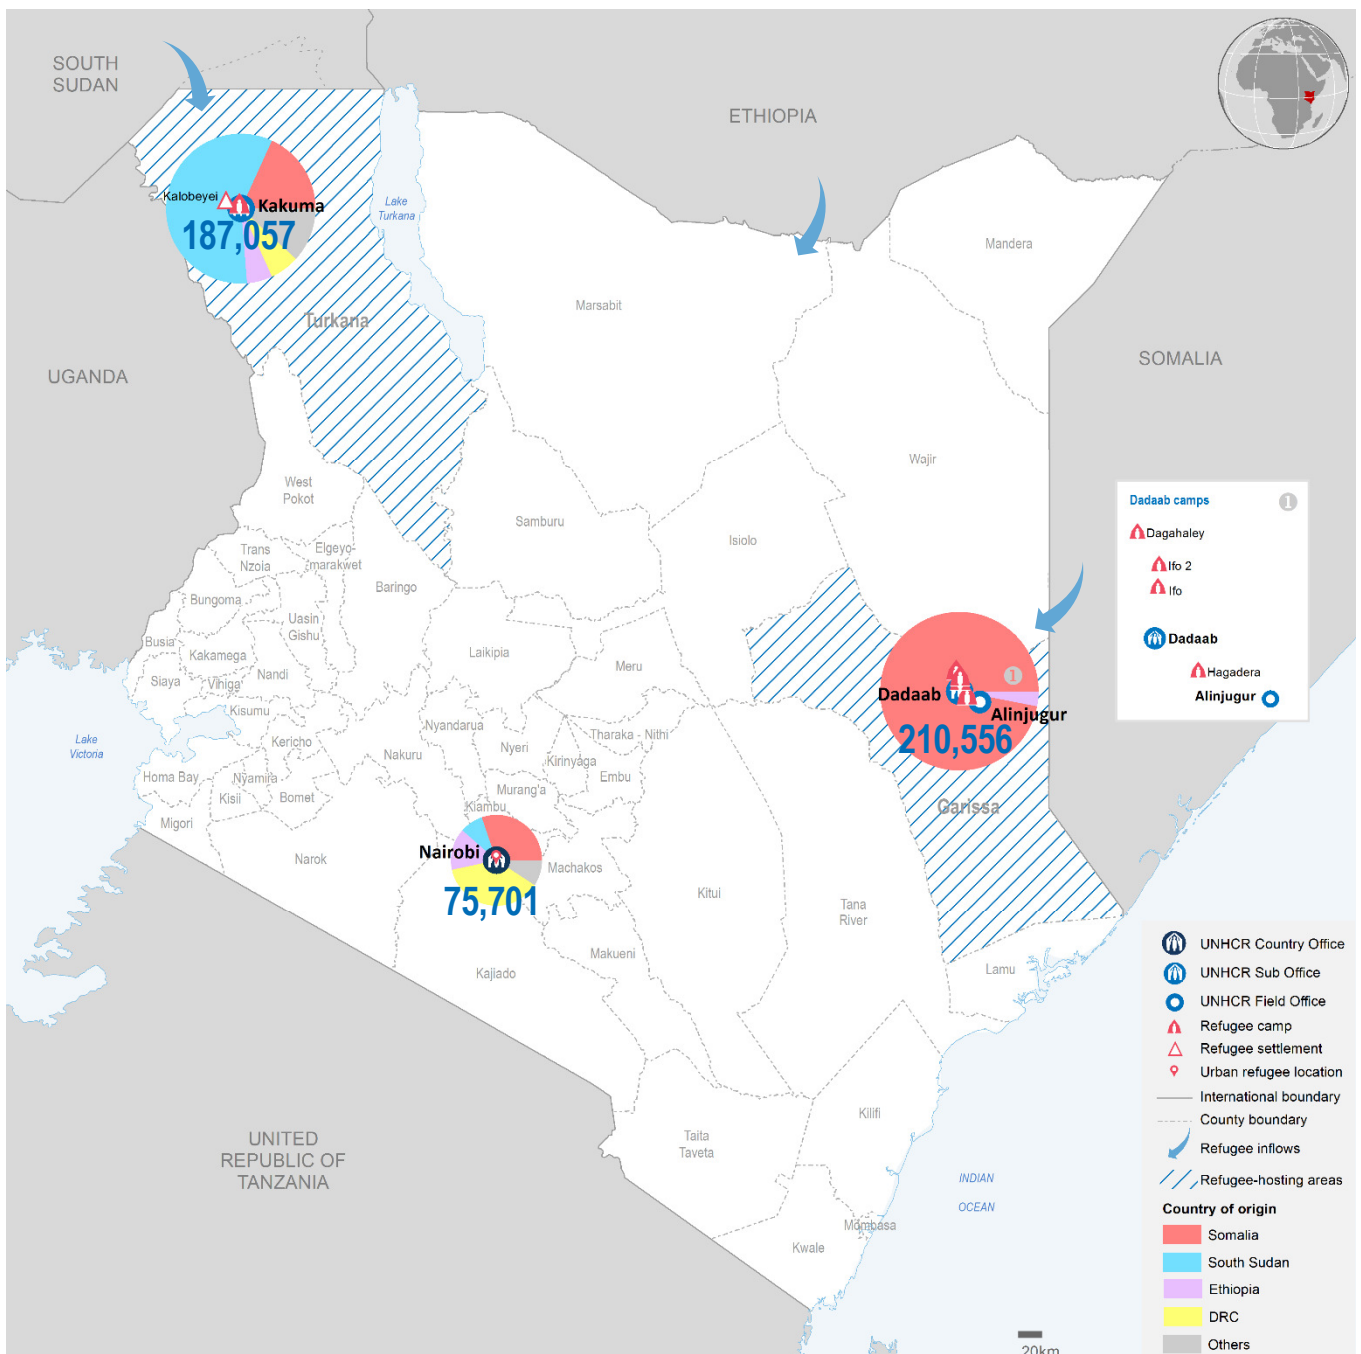 SOUTH
SUDAN
ETHIOPIA
Kalobeyei
Kakuma
187,057
Lake
Turkana
Mandera
Marsabit
Turkana
UGANDA
SOMALIA
Wajir
West
Pokot
Samburu
Isiolo
Trans
Nzoia
Elgeyo-
marakwet
Baringo
Bungoma
Uasin
Gishu
Busia
Kakamega
Laikipia
Meru
Siaya
Vihiga
Nandi
Kisumu
Dadaab camps
1
Dagahaley
Ifo 2
Ifo
Dadaab
Hagadera
Alinjugur
1
Dadaab
Alinjugur
210,556
Garissa
Lake
Victoria
Kericho
Nyandarua
Nakuru
Nyeri
Tharaka - Nithi
Kirinyaga
Embu
Homa Bay
Nyamira
Kisii
Bomet
Murang'a
Kiambu
Migori
Narok
Nairobi
75,701
Machakos
Kitui
Tana
River
Makueni
Kajiado
Lamu
Kilifi
Taita
Taveta
UNITED
REPUBLIC OF
TANZANIA
INDIAN
OCEAN
Mombasa
Kwale
UNHCR Country Office
UNHCR Sub Office
UNHCR Field Office
Refugee camp
Refugee settlement
Urban refugee location
International boundary
County boundary
Refugee inflows
Refugee-hosting areas
Country of origin
Somalia
South Sudan
Ethiopia
DRC
Others
20km